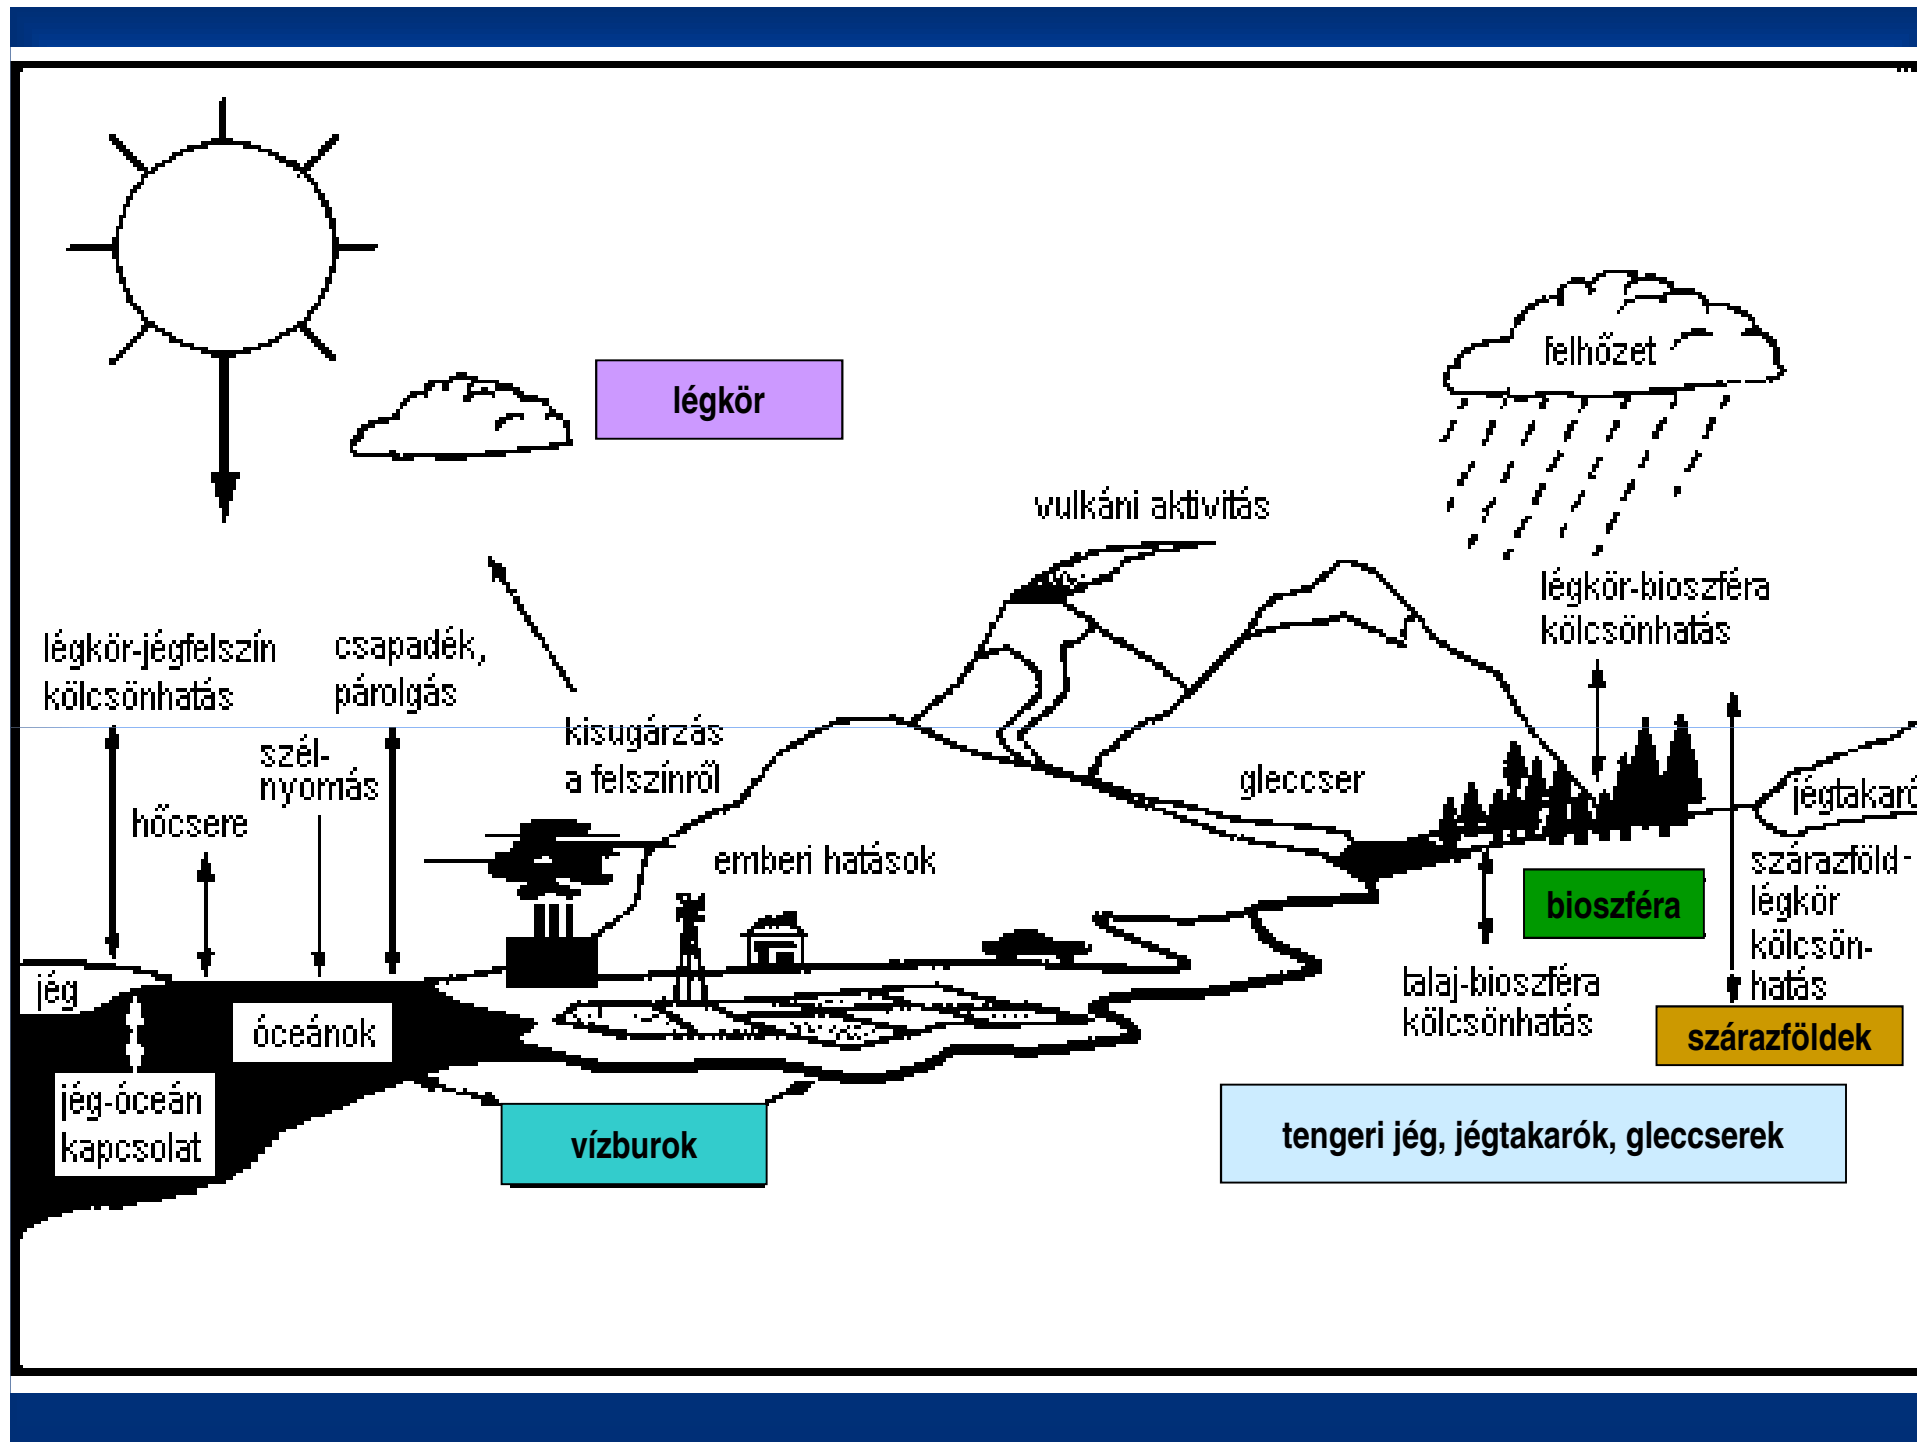 felhőzet
légkör
vulkáni aktivitás
légkör-bioszféra
kölcsönhatás
légkör-jégfelszín
kölcsönhatás
csapadék,
párolgás
kisugárzás
a felszínről
szél-
nyomás
hőcsere
gleccser
jégtakaró
emberi hatások
szárazföld-
légkör
kölcsön-
hatás
bioszféra
talaj-bioszféra
kölcsönhatás
jég
óceánok
szárazföldek
jég-óceán
kapcsolat
vízburok
tengeri jég, jégtakarók, gleccserek